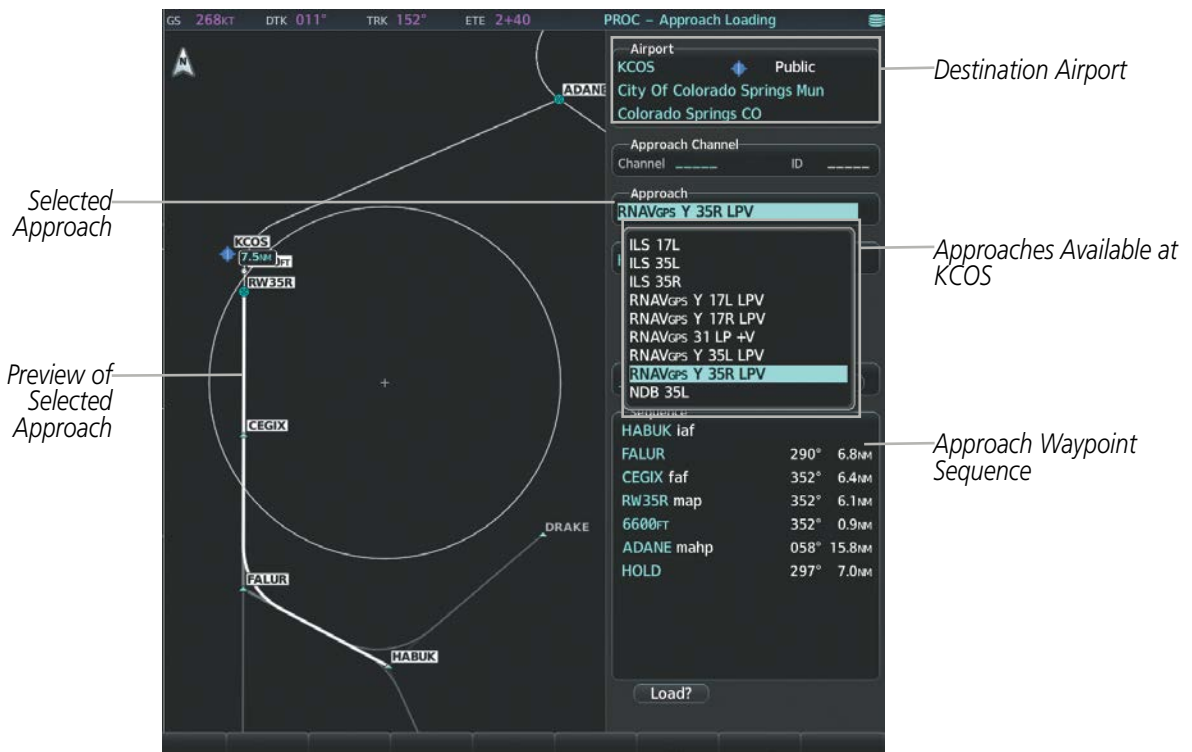 GS 268KT DTK 011° TRK 152° ETE 2+40 PROC – Approach Loading
Airport
KCOS Public
City Of Colorado Springs Mun
Colorado Springs CO
Destination Airport
Approach Channel
Channel _____ ID _____
Approach
RNAVGPS Y 35R LPV
Selected
Approach
ILS 17L
ILS 35L
ILS 35R
RNAVGPS Y 17L LPV
RNAVGPS Y 17R LPV
RNAVGPS 31 LP +V
RNAVGPS Y 35L LPV
RNAVGPS Y 35R LPV
NDB 35L
Approaches Available at
KCOS
Sequence
HABUK iaf
FALUR 290° 6.8NM
CEGIX faf 352° 6.4NM
RW35R map 352° 6.1NM
6600FT 352° 0.9NM
ADANE mahp 058° 15.8NM
HOLD 297° 7.0NM
Approach Waypoint
Sequence
Load?
N
ADANE
KCOS
7.5NM
FT
RW35R
Preview of
Selected
Approach
CEGIX
DRAKE
FALUR
HABUK